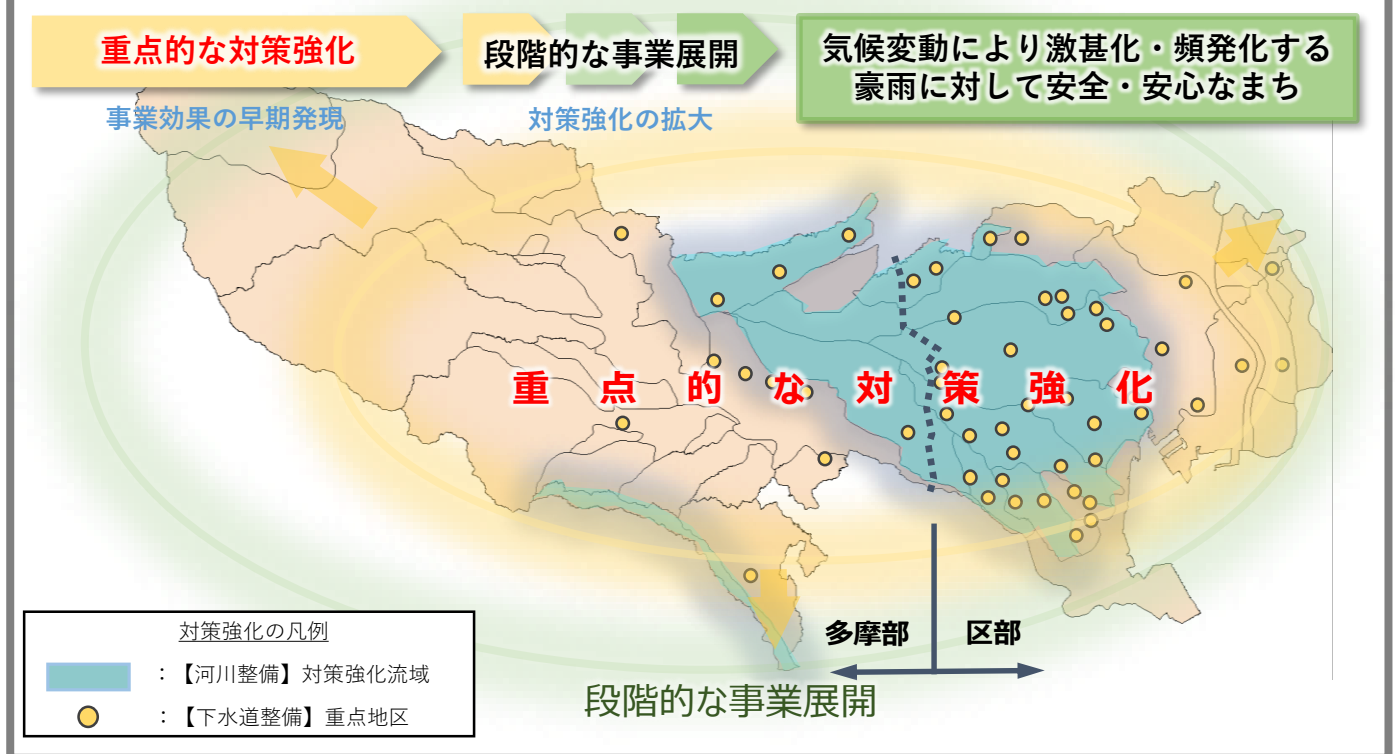 重点的な対策強化
段階的な事業展開
気候変動により激甚化・頻発化する
豪雨に対して安全・安心なまち
事業効果の早期発現
対策強化の拡大
重点的な対策強化
多摩部
区部
段階的な事業展開
対策強化の凡例
：【河川整備】対策強化流域
：【下水道整備】重点地区